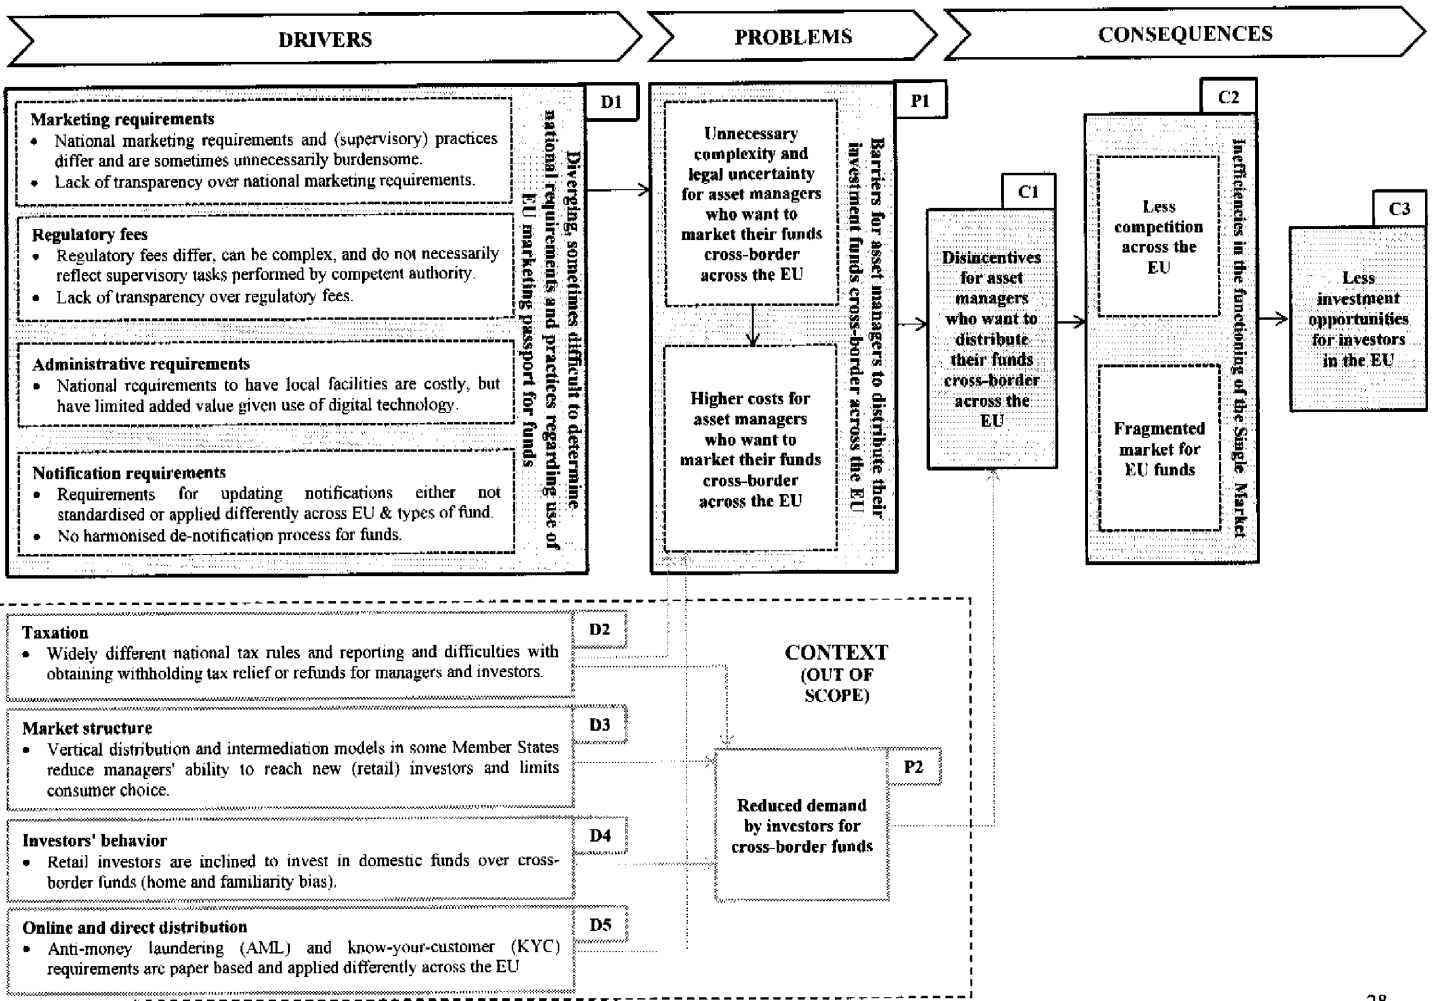 DRIVERS
PROBLEMS
CONSEQUENCES
D1
Marketing requirements
• National marketing requirements and (supervisory) practices
differ and are sometimes unnecessarily burdensome.
• Lack of transparency over national marketing requirements.
Regulatory fees
• Regulatory fees differ, can be complex, and do not necessarily
reflect supervisory tasks performed by competent authority.
• Lack of transparency over regulatory fees.
Administrative requirements
• National requirements to have local facilities are costly, but
have limited added value given use of digital technology.
Notification requirements
• Requirements for updating notifications either not
standardised or applied differently across EU & types of fund.
• No harmonised de-notification process for funds.
Diverging, sometimes difficult to determine
national requirements and practices regarding use of
EU marketing passport for funds
P1
Unnecessary
complexity and
legal uncertainty
for asset managers
who want to
market their funds
cross-border
across the EU
Higher costs for
asset managers
who want to
market their funds
cross-border
across the EU
Barriers for asset managers to distribute their
investment funds cross-border across the EU
C1
Disincentives
for asset
managers
who want to
distribute
their funds
cross-border
across the
EU
C2
Less
competition
across the
EU
Fragmented
market for
EU funds
Inefficiencies in the functioning of the Single Market
C3
Less
investment
opportunities
for investors
in the EU
D2
Taxation
• Widely different national tax rules and reporting and difficulties with
obtaining withholding tax relief or refunds for managers and investors.
D3
Market structure
• Vertical distribution and intermediation models in some Member States
reduce managers' ability to reach new (retail) investors and limits
consumer choice.
D4
Investors' behavior
• Retail investors are inclined to invest in domestic funds over cross-
border funds (home and familiarity bias).
D5
Online and direct distribution
• Anti-money laundering (AML) and know-your-customer (KYC)
requirements are paper based and applied differently across the EU
CONTEXT
(OUT OF
SCOPE)
P2
Reduced demand
by investors for
cross-border funds
28